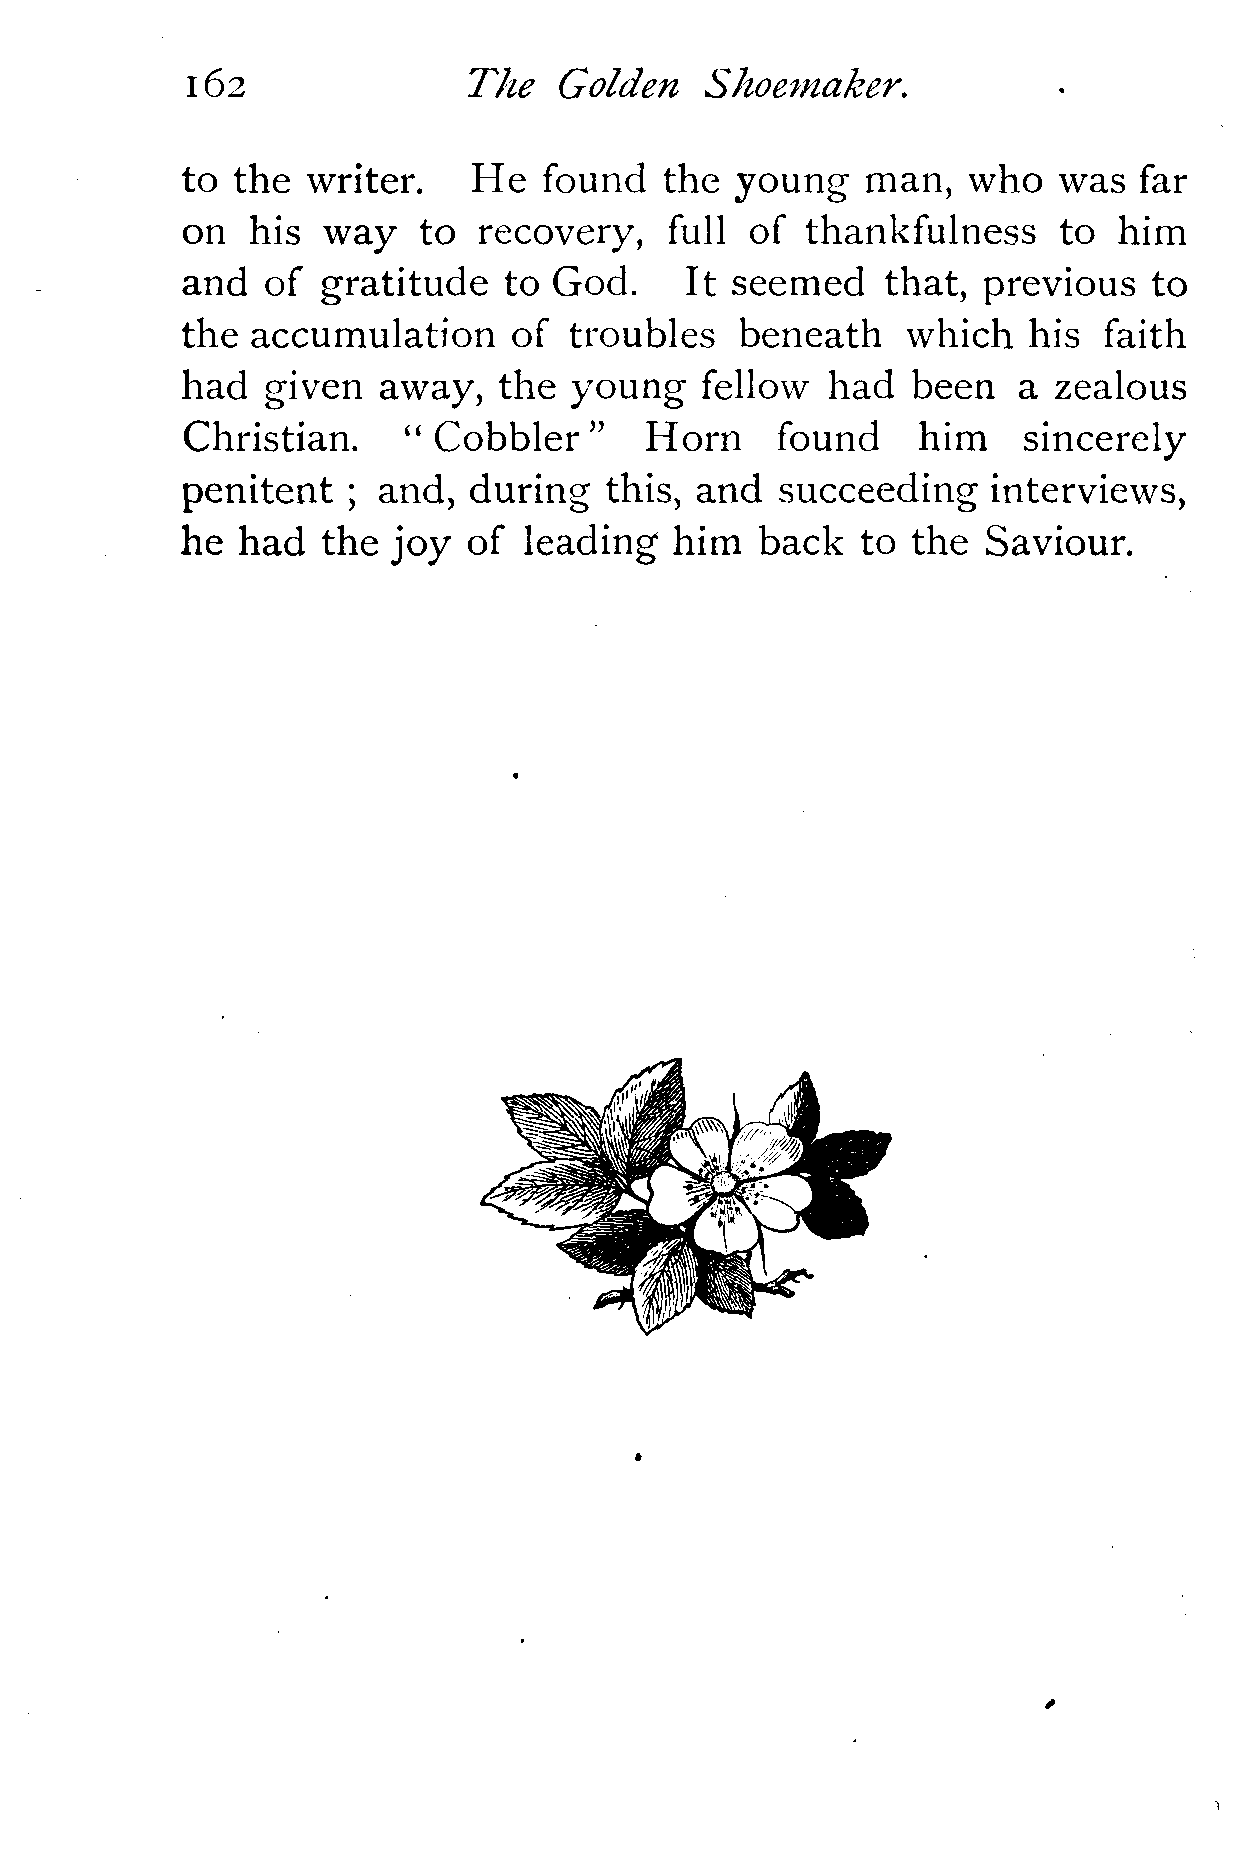 162 The Golden Shoemaker.
to the writer. He found the young man, who was far
on his way to recovery, full of thankfulness to him
and of gratitude to God. It seemed that, previous to
the accumulation of troubles beneath which his faith
had given away, the young fellow had been a zealous
Christian. “ Cobbler ” Horn found him sincerely
penitent ; and, during this, and succeeding interviews,
he had the joy of leading him back to the Saviour.